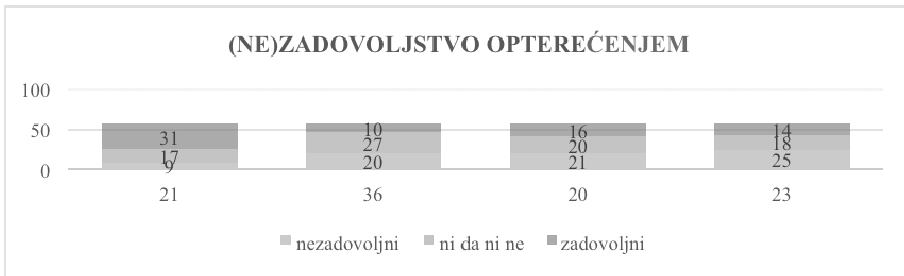 (NE)ZADOVOLJSTVO OPTEREĆENJEM
100
50
0
31 10 16 14
17 27 20 18
9 20 21 25
21 36 20 23
nezadovoljni ni da ni ne zadovoljni